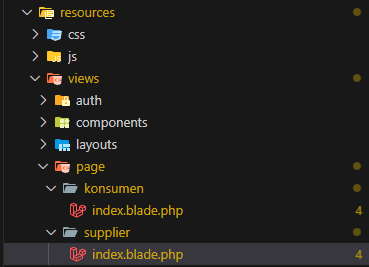 resources
css
js
views
auth
components
layouts
page
konsumen
index.blade.php 4
supplier
index.blade.php 4